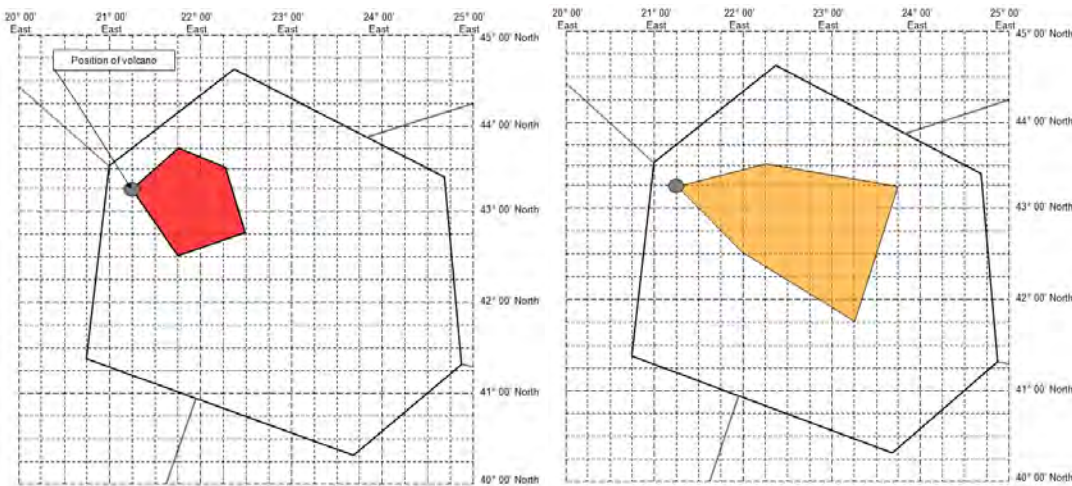 20° 00' 21° 00' 22° 00' 23° 00' 24° 00' 25° 00'
East East East East East East
45° 00' North
Position of volcano
44° 00' North
43° 00' North
42° 00' North
41° 00' North
40° 00' North
20° 00' 21° 00' 22° 00' 23° 00' 24° 00' 25° 00'
East East East East East East
45° 00' North
44° 00' North
43° 00' North
42° 00' North
41° 00' North
40° 00' North